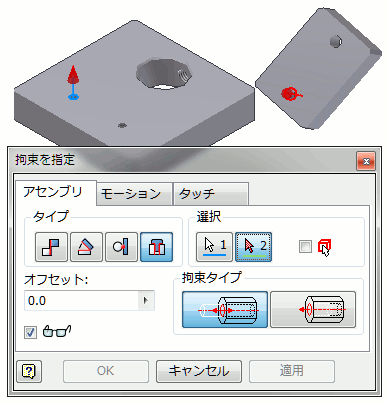 拘束を指定
アセンブリ
モーション
タッチ
タイプ
選択
1
2
オフセット:
0.0
拘束タイプ
OK
キャンセル
適用